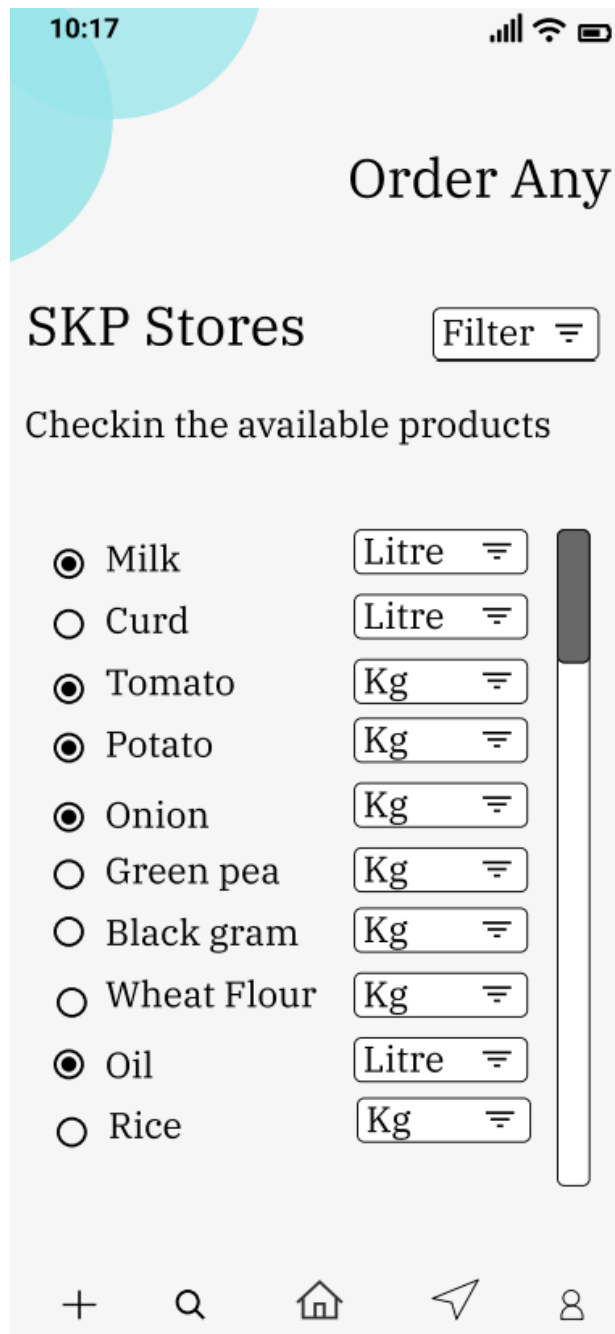 10:17
Order Any
SKP Stores
Filter
Checkin the available products
Milk Litre
Curd Litre
Tomato Kg
Potato Kg
Onion Kg
Green pea Kg
Black gram Kg
Wheat Flour Kg
Oil Litre
Rice Kg